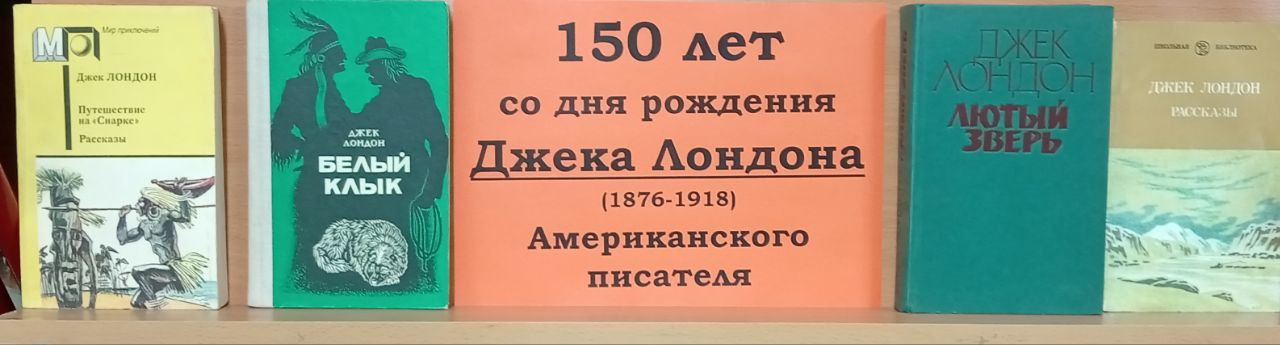 Мир приключений
МП
Джек ЛОНДОН
Путешествие
на «Снарке»
Рассказы
ДЖЕК
ЛОНДОН
БЕЛЫЙ
КЛЫК
150 лет
со дня рождения
Джека Лондона
(1876-1918)
Американского
писателя
ДЖЕК
ЛОНДОН
ЛЮТЫЙ
ЗВЕРЬ
ШКОЛЬНАЯ БИБЛИОТЕКА
ДЖЕК ЛОНДОН
РАССКАЗЫ